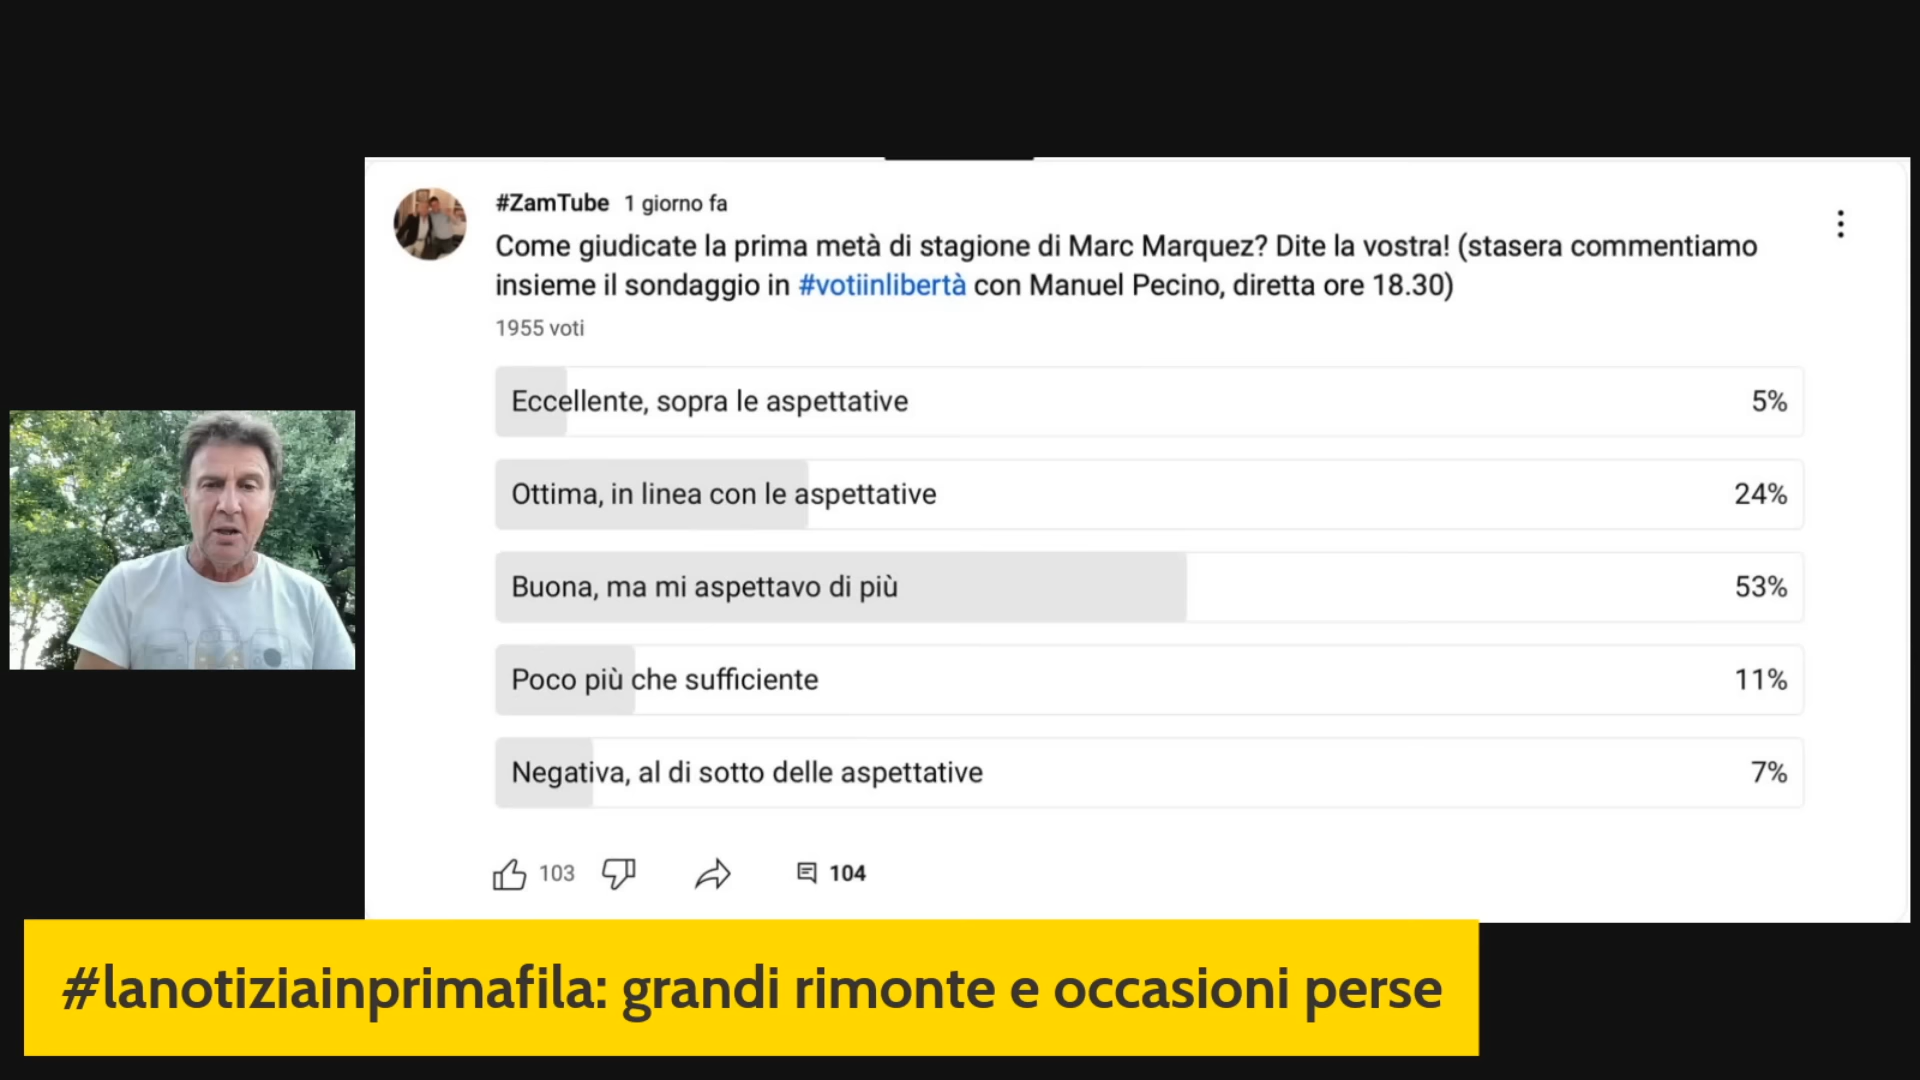 #ZamTube 1 giorno fa
Come giudicate la prima metà di stagione di Marc Marquez? Dite la vostra! (stasera commentiamo
insieme il sondaggio in #votiinlibertà con Manuel Pecino, diretta ore 18.30)
1955 voti
Eccellente, sopra le aspettative 5%
Ottima, in linea con le aspettative 24%
Buona, ma mi aspettavo di più 53%
Poco più che sufficiente 11%
Negativa, al di sotto delle aspettative 7%
103 104
#lanotiziainprimafila: grandi rimonte e occasioni perse